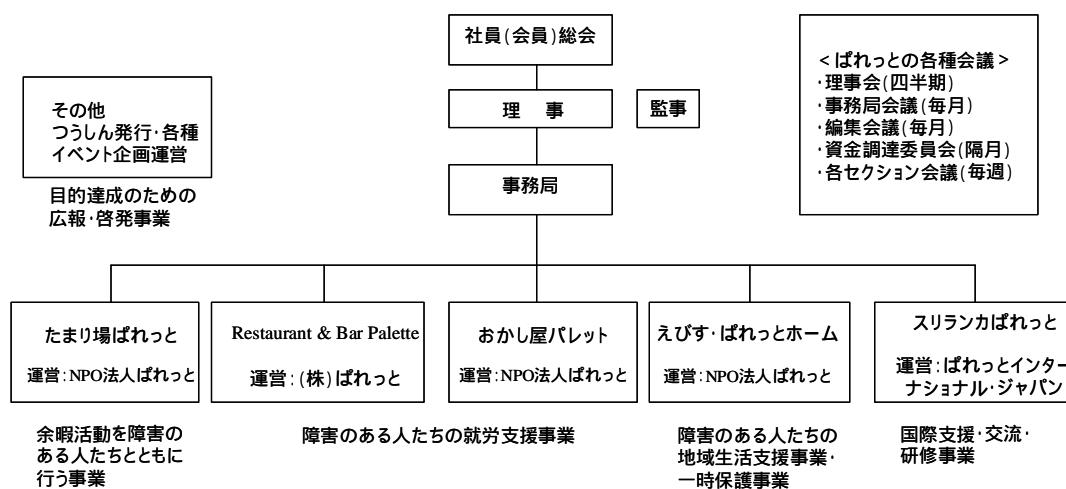 社員(会員)総会
理　事
監事
事務局
<ぱれっとの各種会議>
・理事会(四半期)
・事務局会議(毎月)
・編集会議(毎月)
・資金調達委員会(隔月)
・各セクション会議(毎週)
その他
つうしん発行・各種
イベント企画運営
目的達成のための
広報・啓発事業
たまり場ぱれっと
運営:NPO法人ぱれっと
余暇活動を障害の
ある人たちとともに
行う事業
Restaurant & Bar Palette
運営:(株)ぱれっと
おかし屋パレット
運営:NPO法人ぱれっと
障害のある人たちの就労支援事業
えびす・ぱれっとホーム
運営:NPO法人ぱれっと
障害のある人たちの
地域生活支援事業・
一時保護事業
スリランカぱれっと
運営:ぱれっとインター
ナショナル・ジャパン
国際支援・交流・
研修事業